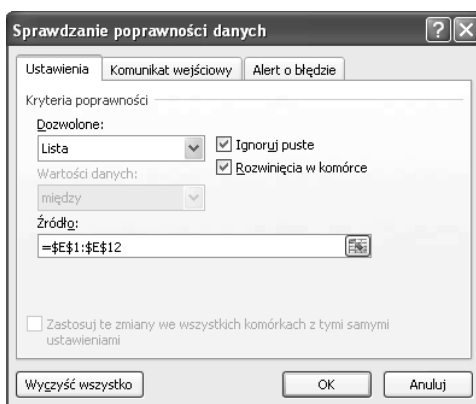 Sprawdzanie poprawności danych
Ustawienia
Komunikat wejściowy
Alert o błędzie
Kryteria poprawności
Dozwolone:
Lista
Ignoruj puste
Rozwinięcia w komórce
Wartości danych:
między
Źródło:
=$E$1:$E$12
Zastosuj te zmiany we wszystkich komórkach z tymi samymi
ustawieniami
Wyczyść wszystko
OK
Anuluj